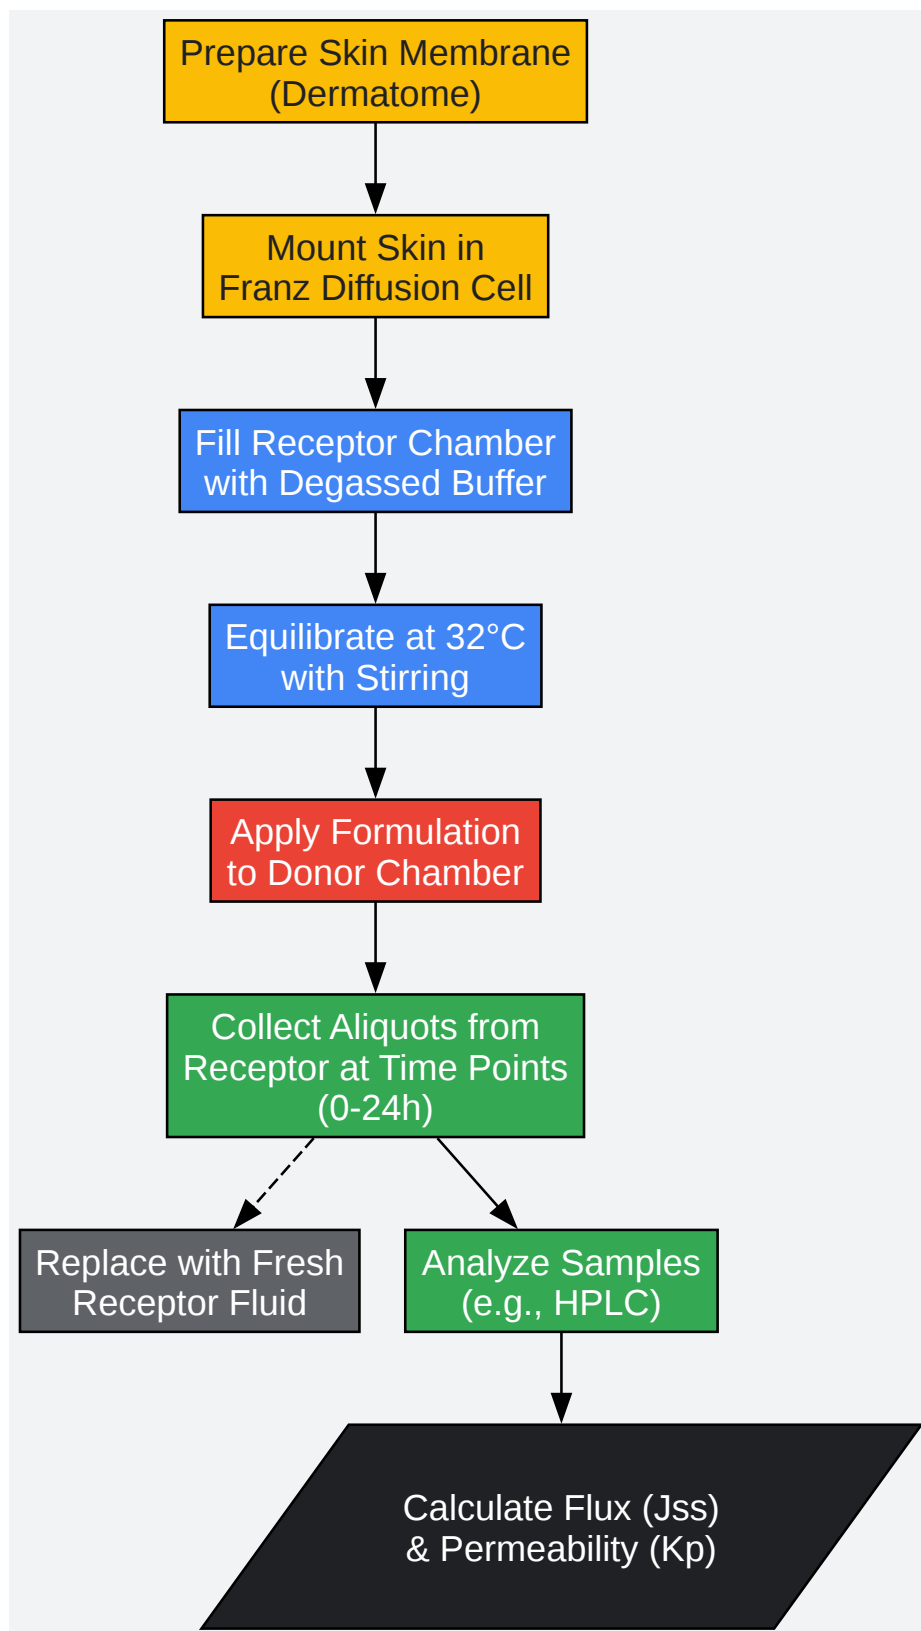 Prepare Skin Membrane
(Dermatome)
Mount Skin in
Franz Diffusion Cell
Fill Receptor Chamber
with Degassed Buffer
Equilibrate at 32°C
with Stirring
Apply Formulation
to Donor Chamber
Collect Aliquots from
Receptor at Time Points
(0-24h)
Replace with Fresh
Receptor Fluid
Analyze Samples
(e.g., HPLC)
Calculate Flux (Jss)
& Permeability (Kp)